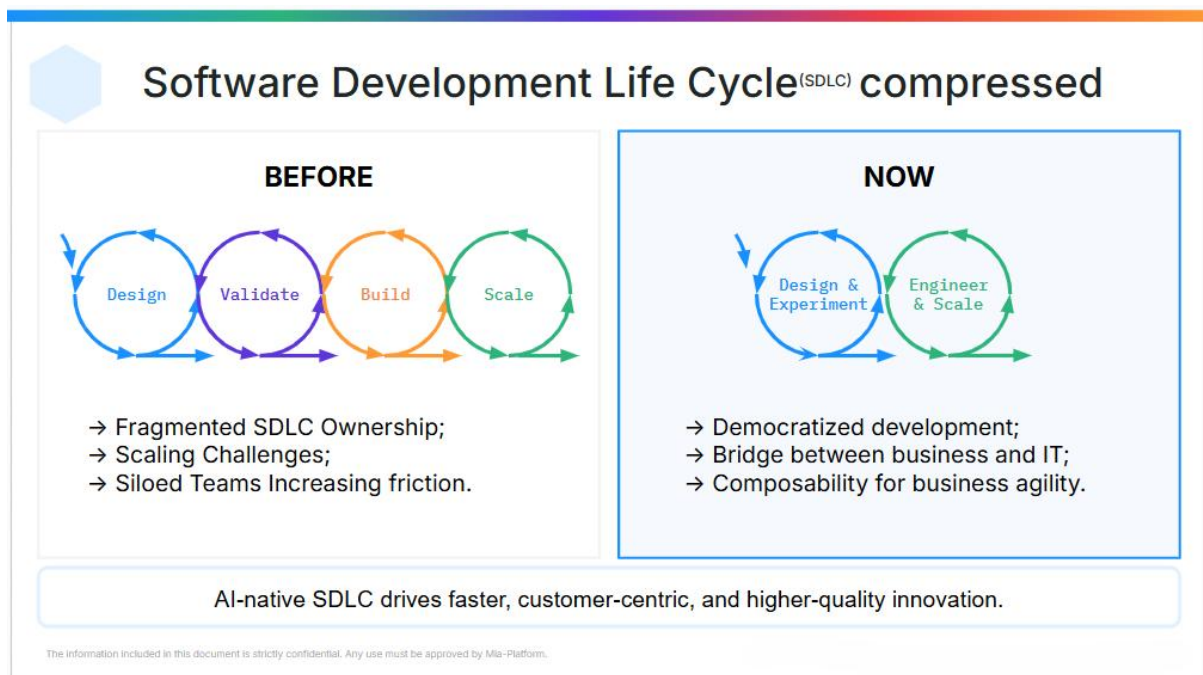 Software Development Life Cycle(SDLC) compressed
BEFORE
Design
Validate
Build
Scale
→ Fragmented SDLC Ownership;
→ Scaling Challenges;
→ Siloed Teams Increasing friction.
NOW
Design &
Experiment
Engineer
& Scale
→ Democratized development;
→ Bridge between business and IT;
→ Composability for business agility.
AI-native SDLC drives faster, customer-centric, and higher-quality innovation.
The information included in this document is strictly confidential. Any use must be approved by Mia-Platform.